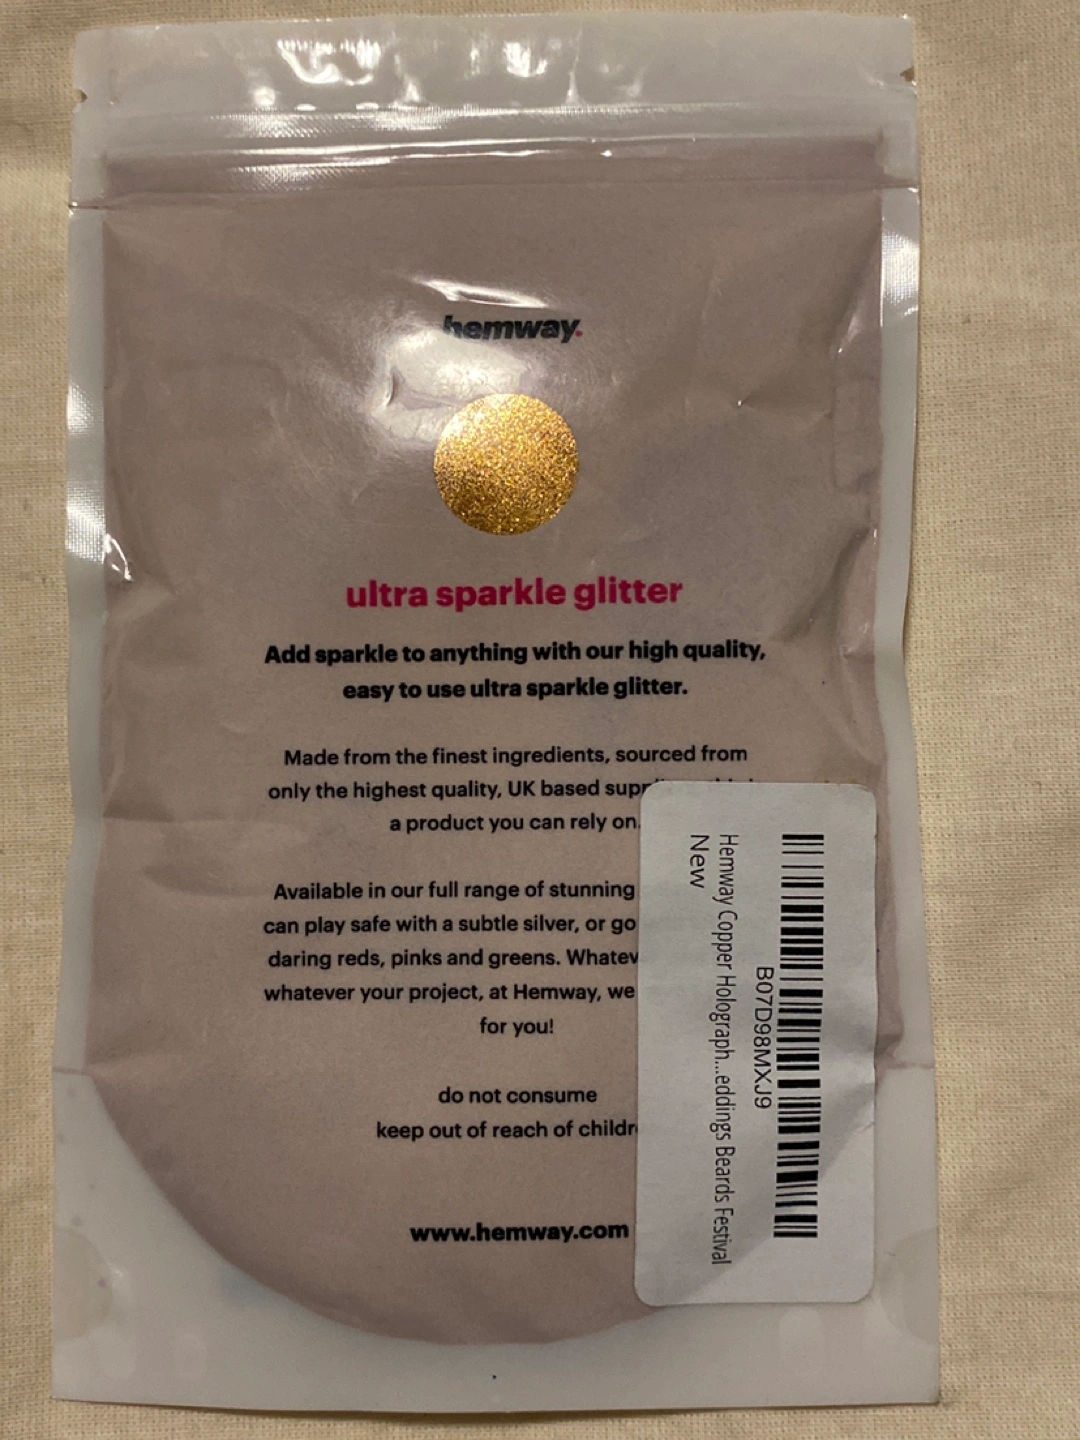 hemway.
ultra sparkle glitter
Add sparkle to anything with our high quality,
easy to use ultra sparkle glitter.
Made from the finest ingredients, sourced from
only the highest quality, UK based
a product you can rely on.
Available in our full range of stunning
can play safe with a subtle silver, or go
daring reds, pinks and greens.
whatever your project, at Hemway, we
for you!
do not consume
keep out of reach of
www.hemway.com
B07D98MXJ9
Hemway Copper Holograph...eddings Beards Festival
New